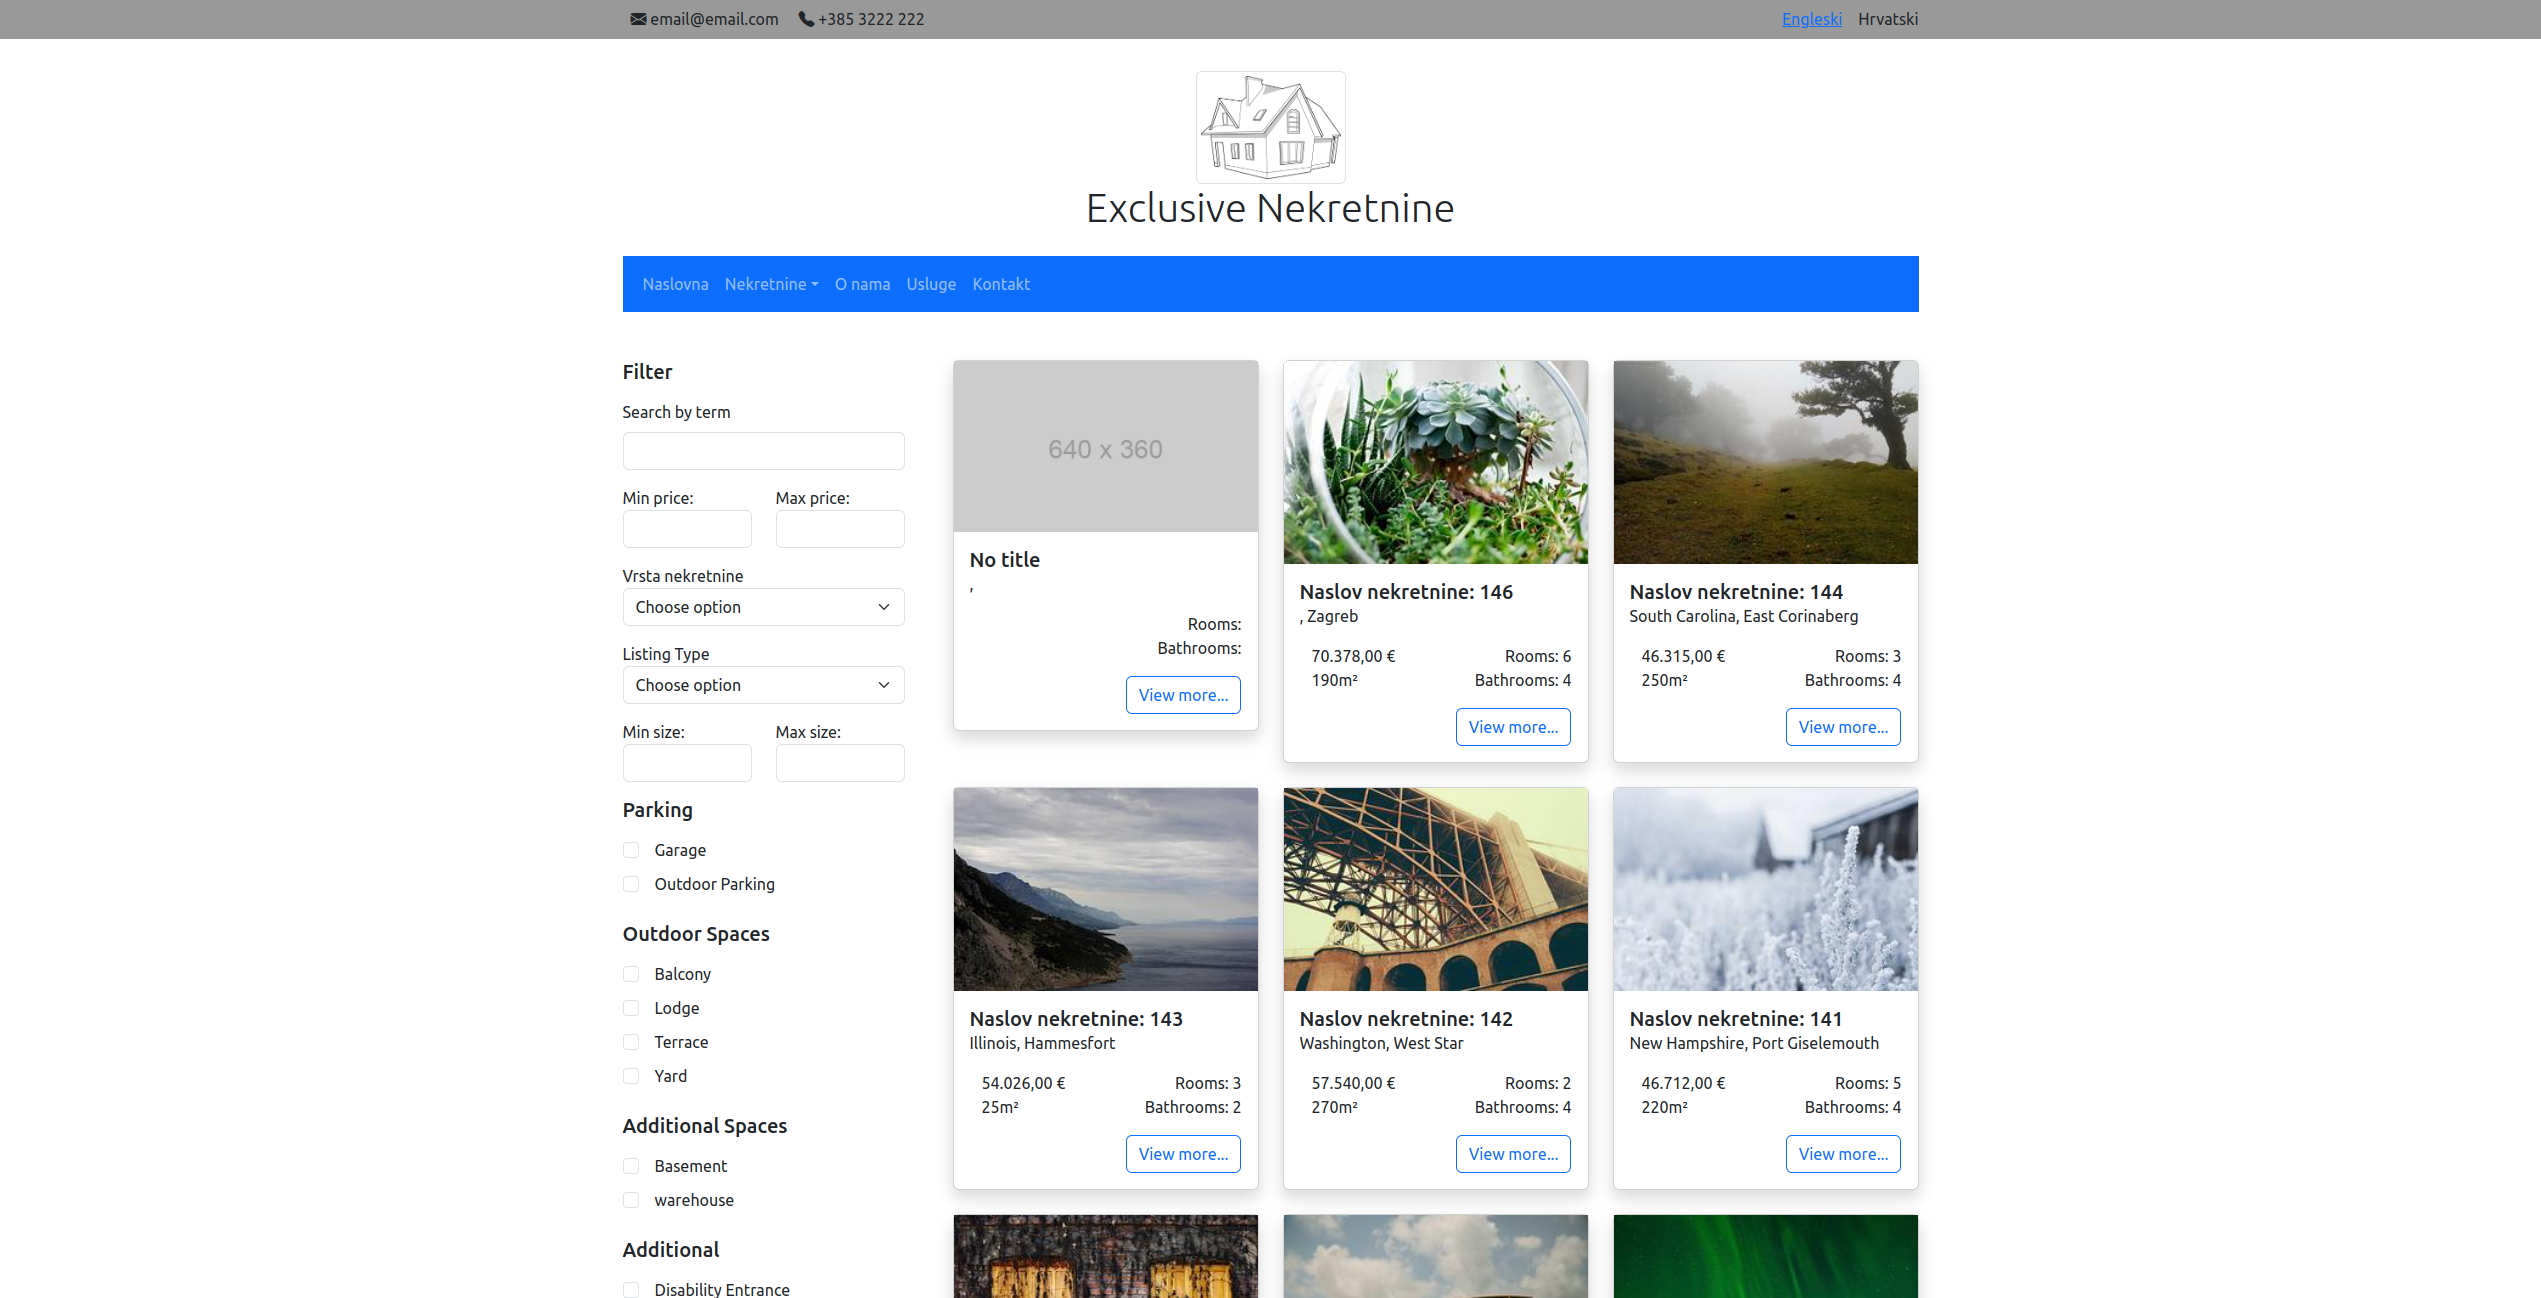 email@email.com +385 3222 222 Engleski Hrvatski
Exclusive Nekretnine
Naslovna Nekretnine O nama Usluge Kontakt
Filter
Search by term
Min price: Max price:
Vrsta nekretnine
Choose option
Listing Type
Choose option
Min size: Max size:
Parking
Garage
Outdoor Parking
Outdoor Spaces
Balcony
Lodge
Terrace
Yard
Additional Spaces
Basement
warehouse
Additional
Disability Entrance
640 x 360
No title
,
Rooms:
Bathrooms:
View more...
Naslov nekretnine: 146
, Zagreb
70.378,00 € Rooms: 6
190m² Bathrooms: 4
View more...
Naslov nekretnine: 144
South Carolina, East Corinaberg
46.315,00 € Rooms: 3
250m² Bathrooms: 4
View more...
Naslov nekretnine: 143
Illinois, Hammesfort
54.026,00 € Rooms: 3
25m² Bathrooms: 2
View more...
Naslov nekretnine: 142
Washington, West Star
57.540,00 € Rooms: 2
270m² Bathrooms: 4
View more...
Naslov nekretnine: 141
New Hampshire, Port Giselemouth
46.712,00 € Rooms: 5
220m² Bathrooms: 4
View more...